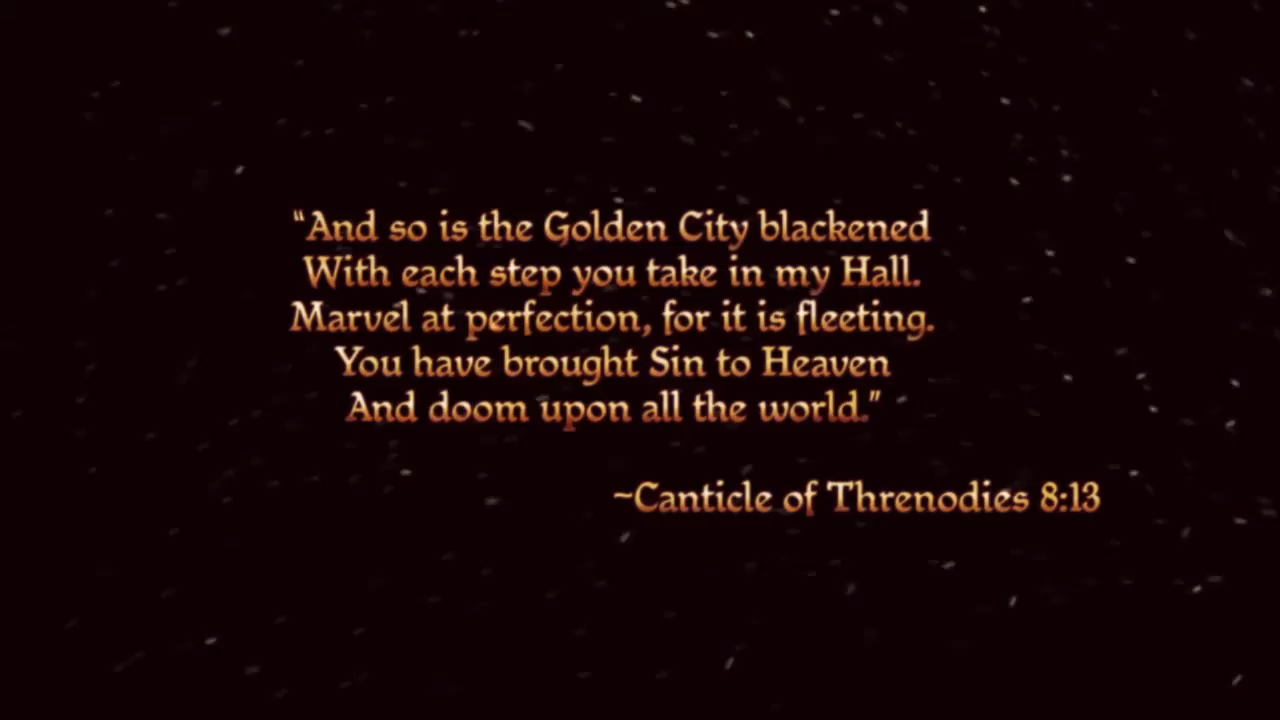 “And so is the Golden City blackened
With each step you take in my Hall.
Marvel at perfection, for it is fleeting.
You have brought Sin to Heaven
And doom upon all the world.”
~Canticle of Threnodies 8:13